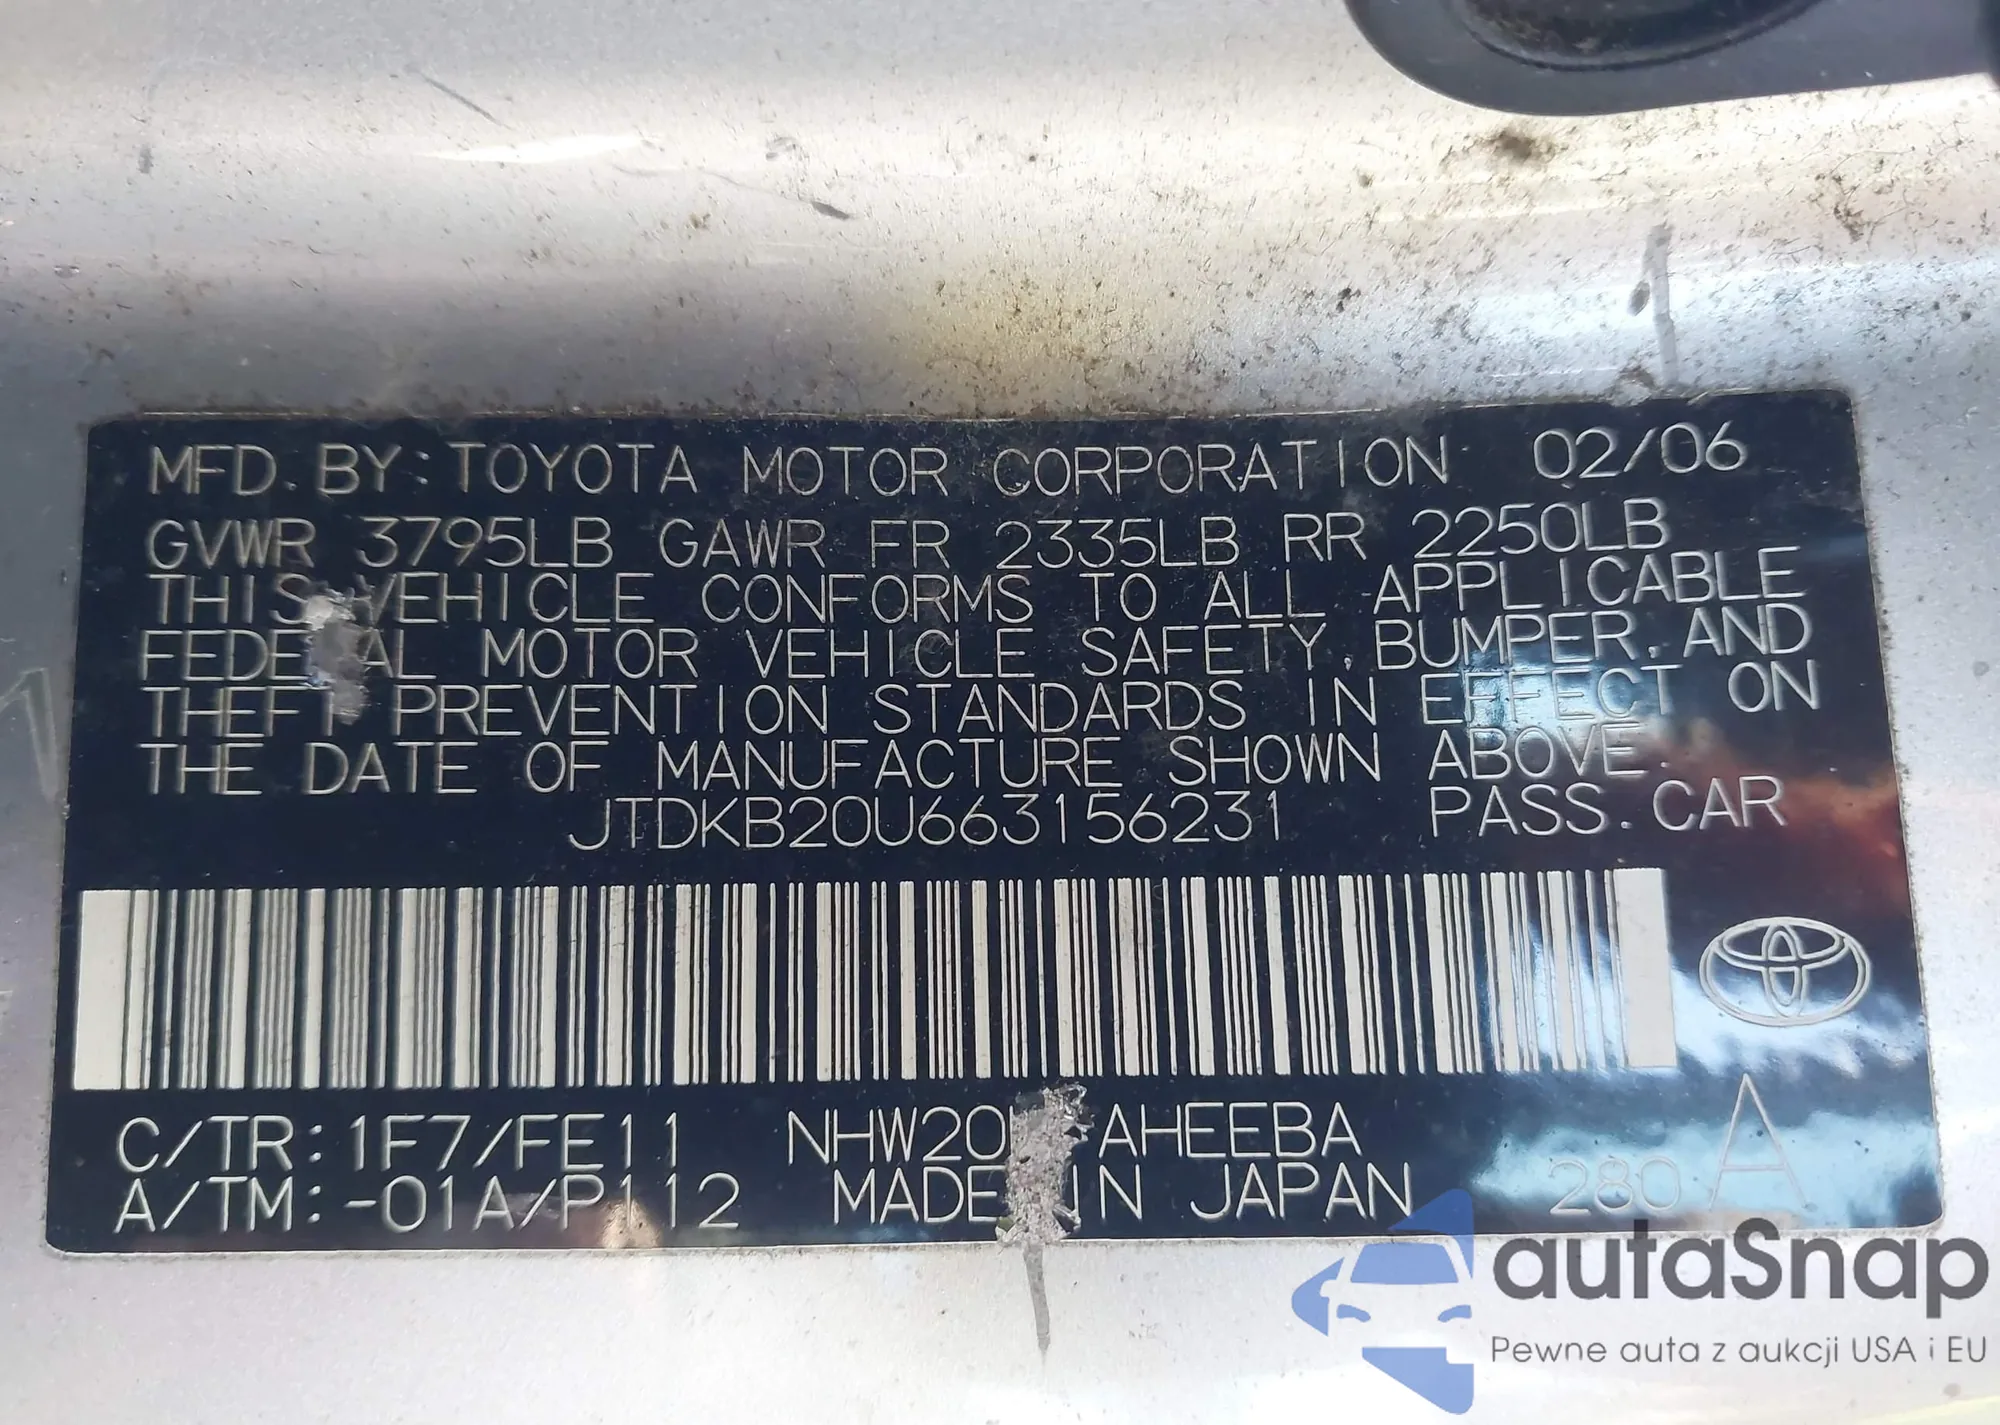 MFD. BY: TOYOTA MOTOR CORPORATION 02/06
GVWR 3795LB GAWR FR 2335LB RR 2250LB
THIS VEHICLE CONFORMS TO ALL APPLICABLE
FEDERAL MOTOR VEHICLE SAFETY, BUMPER, AND
THEFT PREVENTION STANDARDS IN EFFECT ON
THE DATE OF MANUFACTURE SHOWN ABOVE.
JTDKB20U663156231 PASS. CAR
C/TR: 1F7/FE11 AHEEBA
A/TM: -01A/P112 MADE IN JAPAN 280 A
autaSnap
Pewne auta z aukcji USA i EU